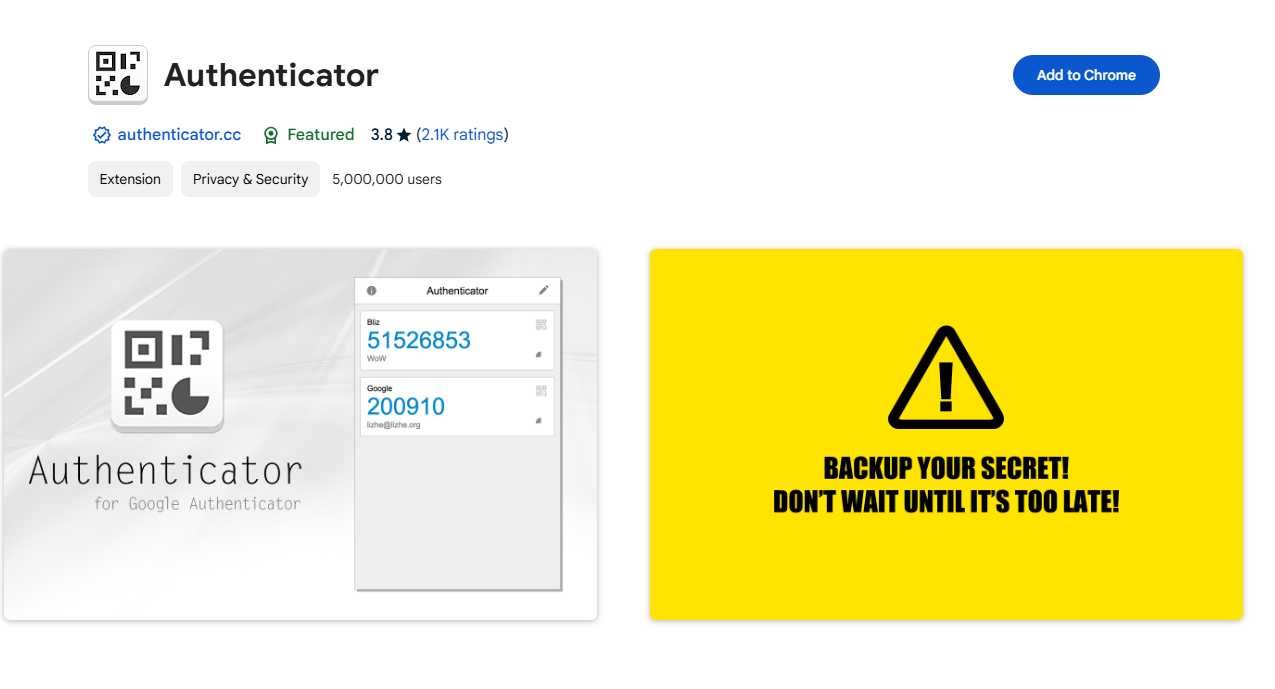 Authenticator
Add to Chrome
authenticator.cc Featured 3.8 ★ (2.1K ratings)
Extension Privacy & Security 5,000,000 users
Authenticator
for Google Authenticator
Authenticator
Bliz
51526853
WoW
Google
200910
lizhe@lizhe.org
!
BACKUP YOUR SECRET!
DON'T WAIT UNTIL IT'S TOO LATE!